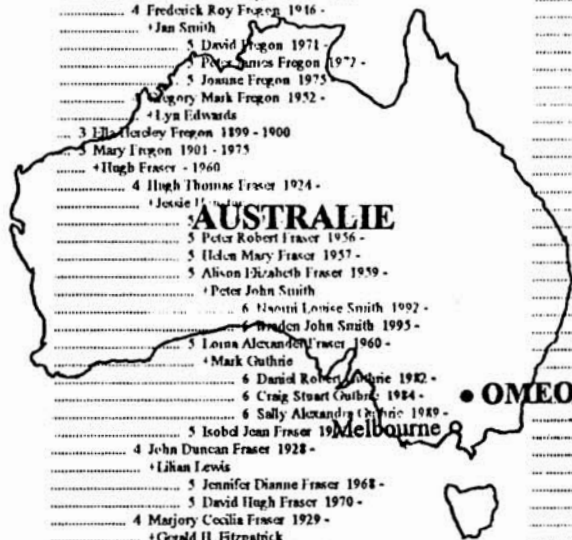 4 Frederick Roy Fregon 1916 -
+Jan Smith
5 David Fregon 1971 -
5 Peter James Fregon 1972 -
5 Joanne Fregon 1975 -
Gregory Mark Fregon 1952 -
+Lyn Edwards
3 Ella Hersley Fregon 1899 - 1900
5 Mary Fregon 1901 - 1975
+Hugh Fraser - 1960
4 Hugh Thomas Fraser 1924 -
+Jessie
5
AUSTRALIE
5 Peter Robert Fraser 1956 -
5 Helen Mary Fraser 1957 -
5 Alison Elizabeth Fraser 1959 -
+Peter John Smith
6 Naomi Louise Smith 1992 -
6 Braden John Smith 1995 -
5 Lorna Alexander Fraser 1960 -
+Mark Guthrie
6 Daniel Robert Guthrie 1982 -
6 Craig Stuart Guthrie 1984 -
• OMEO
6 Sally Alexandra Guthrie 1989 -
5 Isobel Jean Fraser
Melbourne
4 John Duncan Fraser 1928 -
+Lilian Lewis
5 Jennifer Dianne Fraser 1968 -
5 David Hugh Fraser 1970 -
4 Marjory Cecilia Fraser 1929 -
+Gerald H. Fitzpatrick